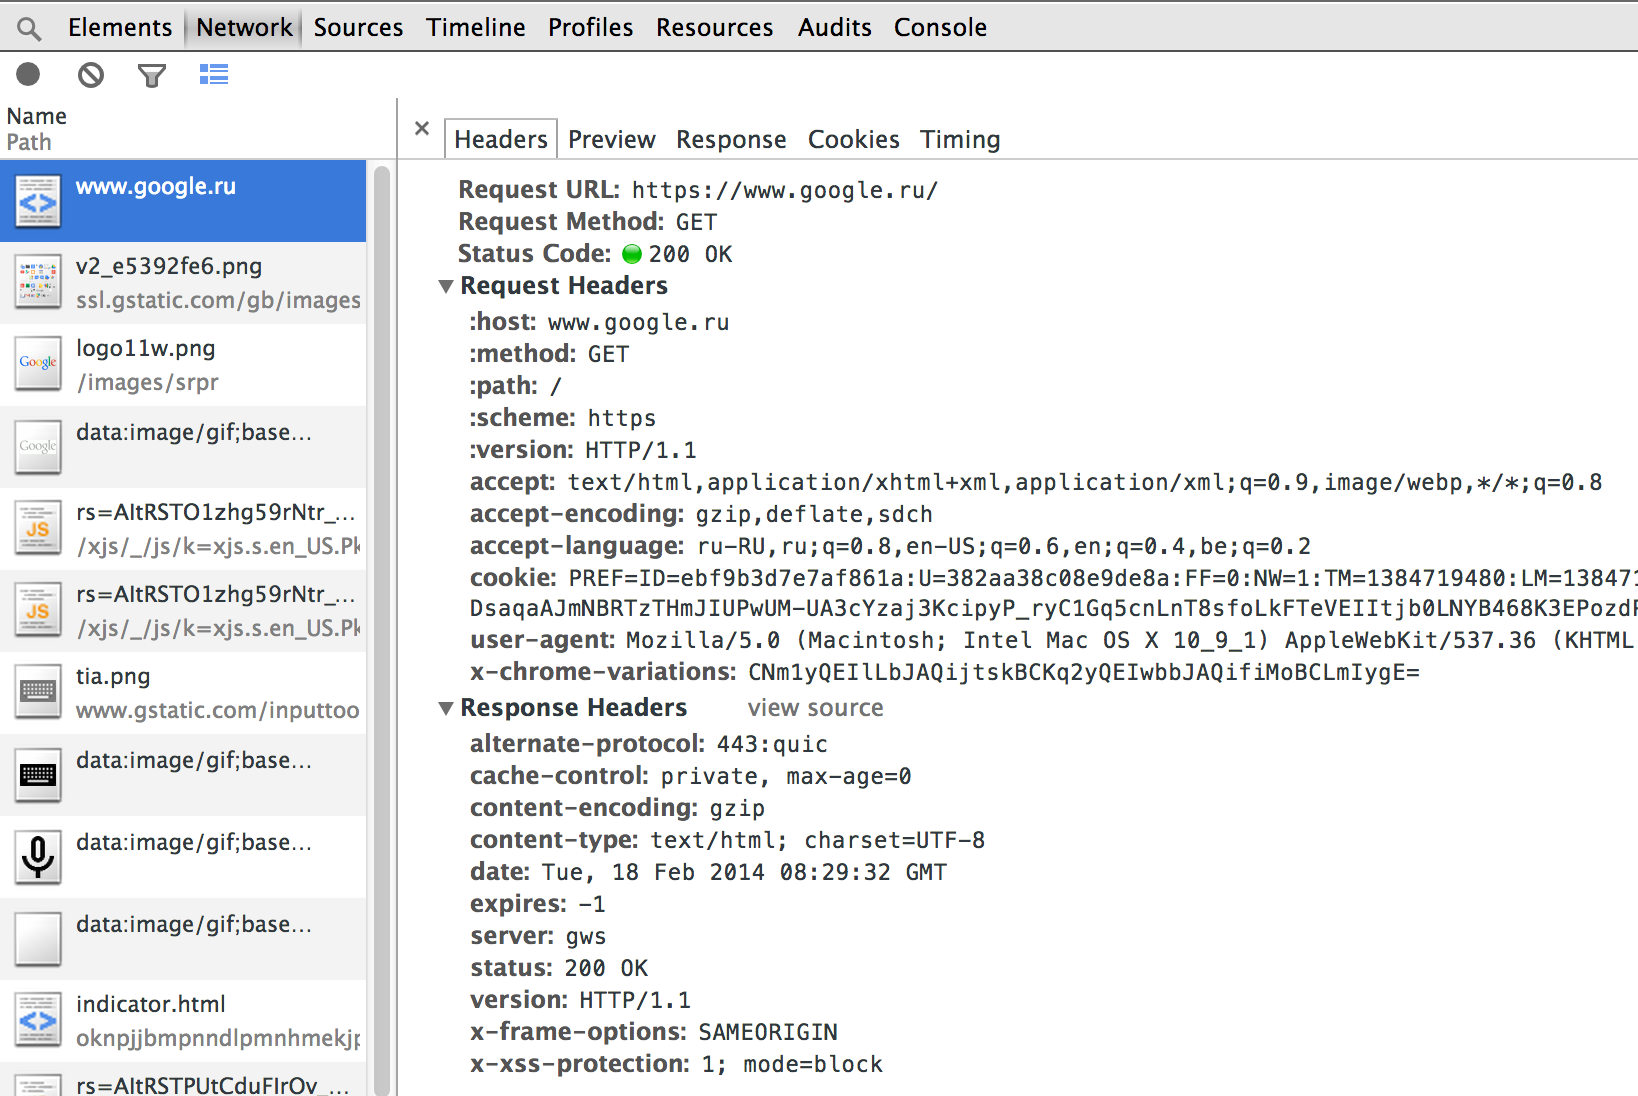 Elements Network Sources Timeline Profiles Resources Audits Console
Name
Path
www.google.ru
v2_e5392fe6.png
ssl.gstatic.com/gb/images
logo11w.png
/images/srpr
data:image/gif;base...
rs=AItRSTO1zhg59rNtr_...
/xjs/_/js/k=xjs.s.en_US.Pk
rs=AItRSTO1zhg59rNtr_...
/xjs/_/js/k=xjs.s.en_US.Pk
tia.png
www.gstatic.com/inputtoo
data:image/gif;base...
data:image/gif;base...
data:image/gif;base...
indicator.html
oknpjjbmpnndlpmnhmekjp
rs=AItRSTPUtCduFIrOv_...
× Headers Preview Response Cookies Timing
Request URL: https://www.google.ru/
Request Method: GET
Status Code: 200 OK
Request Headers
:host: www.google.ru
:method: GET
:path: /
:scheme: https
:version: HTTP/1.1
accept: text/html,application/xhtml+xml,application/xml;q=0.9,image/webp,*/*;q=0.8
accept-encoding: gzip,deflate,sdch
accept-language: ru-RU,ru;q=0.8,en-US;q=0.6,en;q=0.4,be;q=0.2
cookie: PREF=ID=ebf9b3d7e7af861a:U=382aa38c08e9de8a:FF=0:NW=1:TM=1384719480:LM=138471
DsaqaAJmNBRTzTHmJIUPwUM-UA3cYzaj3KcipyP_ryC1Gq5cnLnT8sfoLkFTeVEIItjb0LNYB468K3EPozdF
user-agent: Mozilla/5.0 (Macintosh; Intel Mac OS X 10_9_1) AppleWebKit/537.36 (KHTML
x-chrome-variations: CNm1yQEIlLbJAQijtskBCKq2yQEIwbbJAQifiMoBCLmIygE=
Response Headers view source
alternate-protocol: 443:quic
cache-control: private, max-age=0
content-encoding: gzip
content-type: text/html; charset=UTF-8
date: Tue, 18 Feb 2014 08:29:32 GMT
expires: -1
server: gws
status: 200 OK
version: HTTP/1.1
x-frame-options: SAMEORIGIN
x-xss-protection: 1; mode=block